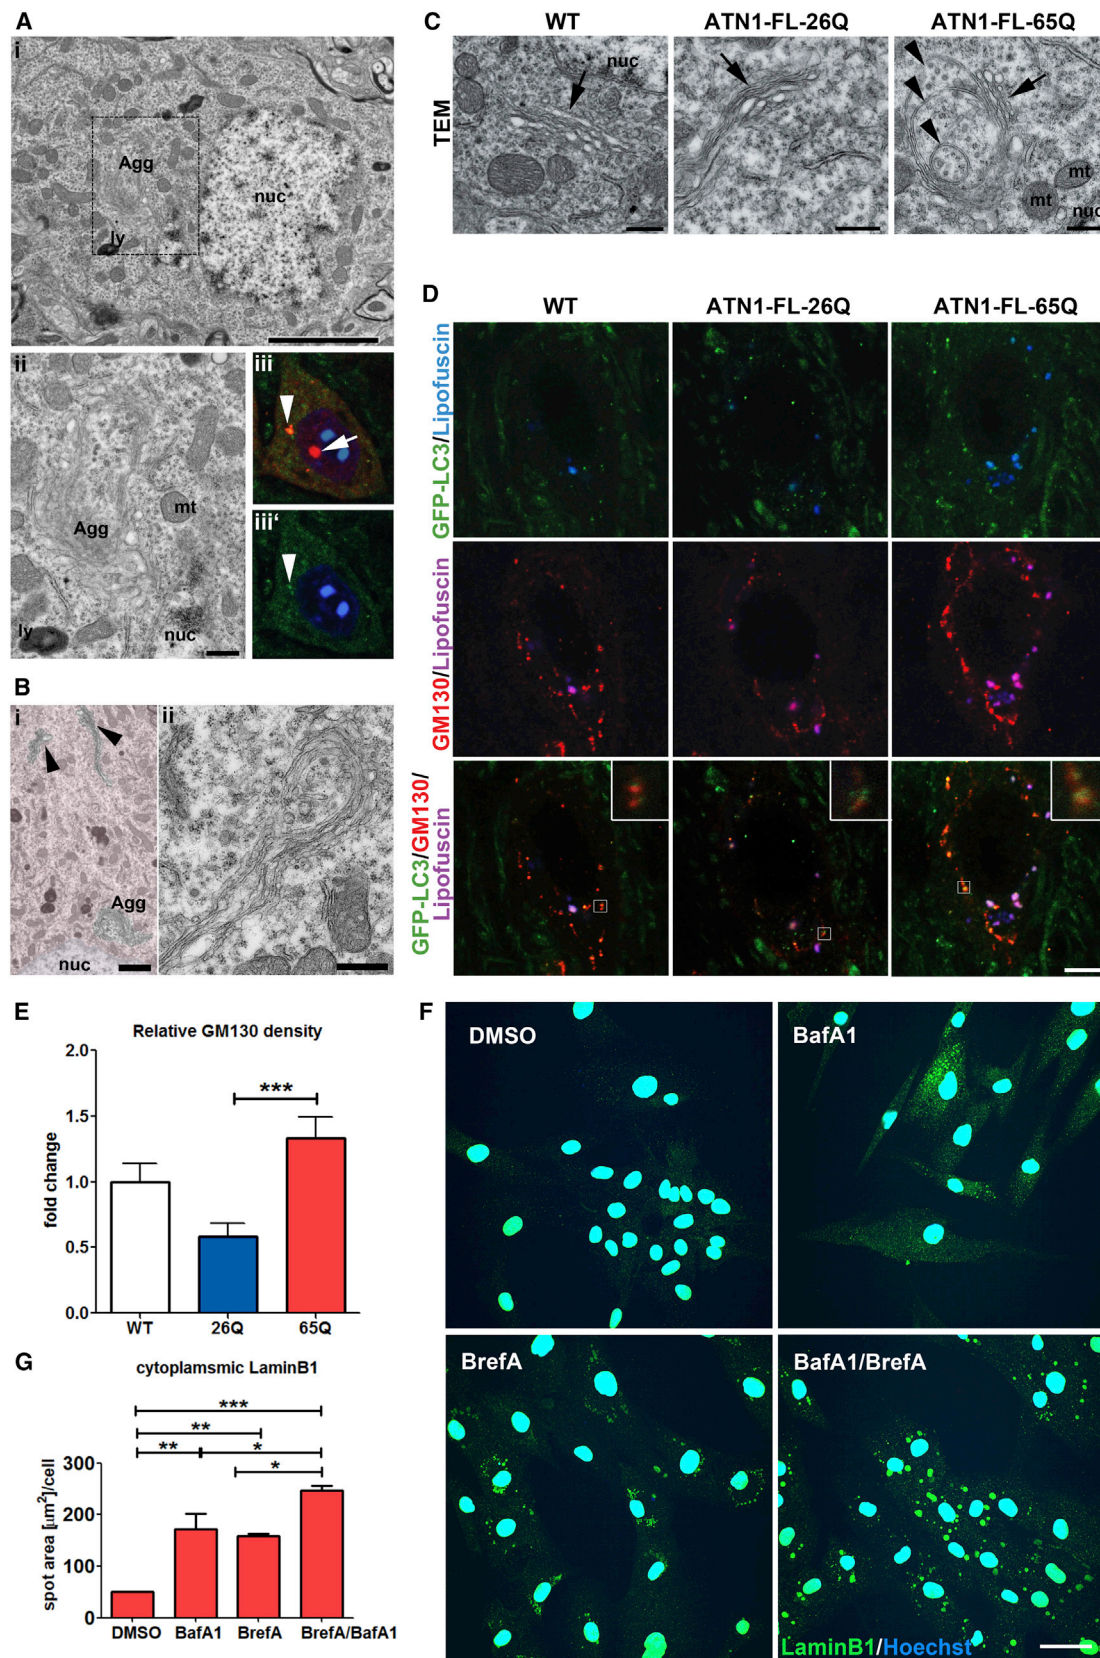 A
i
Agg
nuc
ly
ii
Agg
mt
ly
nuc
iii
iii'
B
i
Agg
nuc
ii
C
WT
ATN1-FL-26Q
ATN1-FL-65Q
TEM
nuc
mt
mt
nuc
D
WT
ATN1-FL-26Q
ATN1-FL-65Q
GFP-LC3/Lipofuscin
GM130/Lipofuscin
GFP-LC3/GM130/
Lipofuscin
E
Relative GM130 density
fold change
2.0
1.5
1.0
0.5
0.0
***
WT
26Q
65Q
F
DMSO
BafA1
BrefA
BafA1/BrefA
LaminB1/Hoechst
G
cytoplamsmic LaminB1
spot area [µm²]/cell
300
200
100
0
***
**
** *
*
DMSO
BafA1
BrefA
BrefA/BafA1